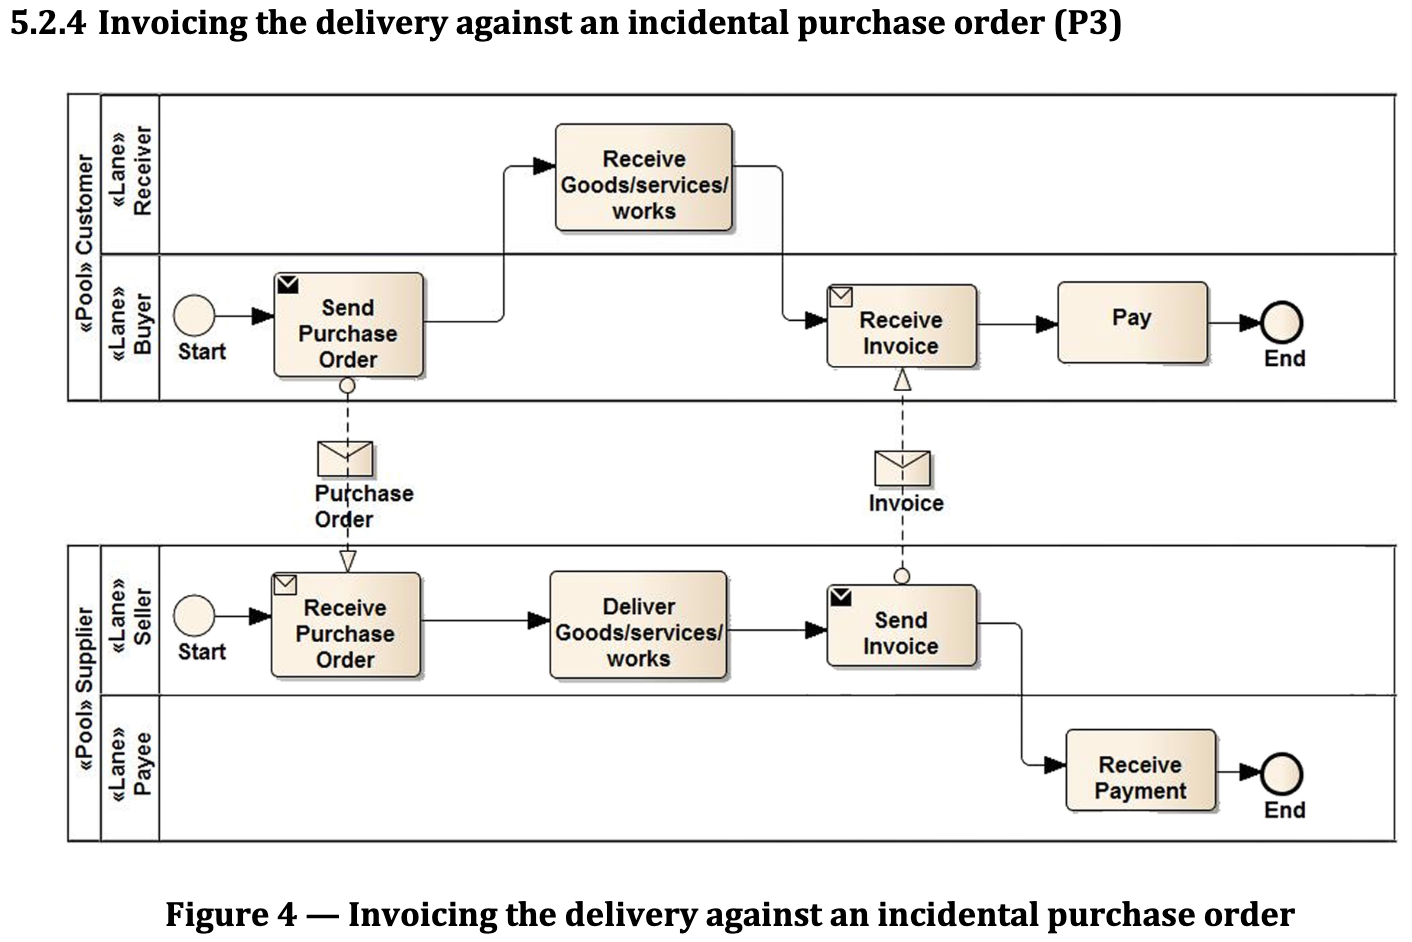 5.2.4 Invoicing the delivery against an incidental purchase order (P3)
«Pool» Customer
«Lane»
Receiver
Receive
Goods/services/
works
«Lane»
Buyer
Start
Send
Purchase
Order
Receive
Invoice
Pay
End
Purchase
Order
Invoice
«Pool» Supplier
«Lane»
Seller
Start
Receive
Purchase
Order
Deliver
Goods/services/
works
Send
Invoice
«Lane»
Payee
Receive
Payment
End
Figure 4 — Invoicing the delivery against an incidental purchase order